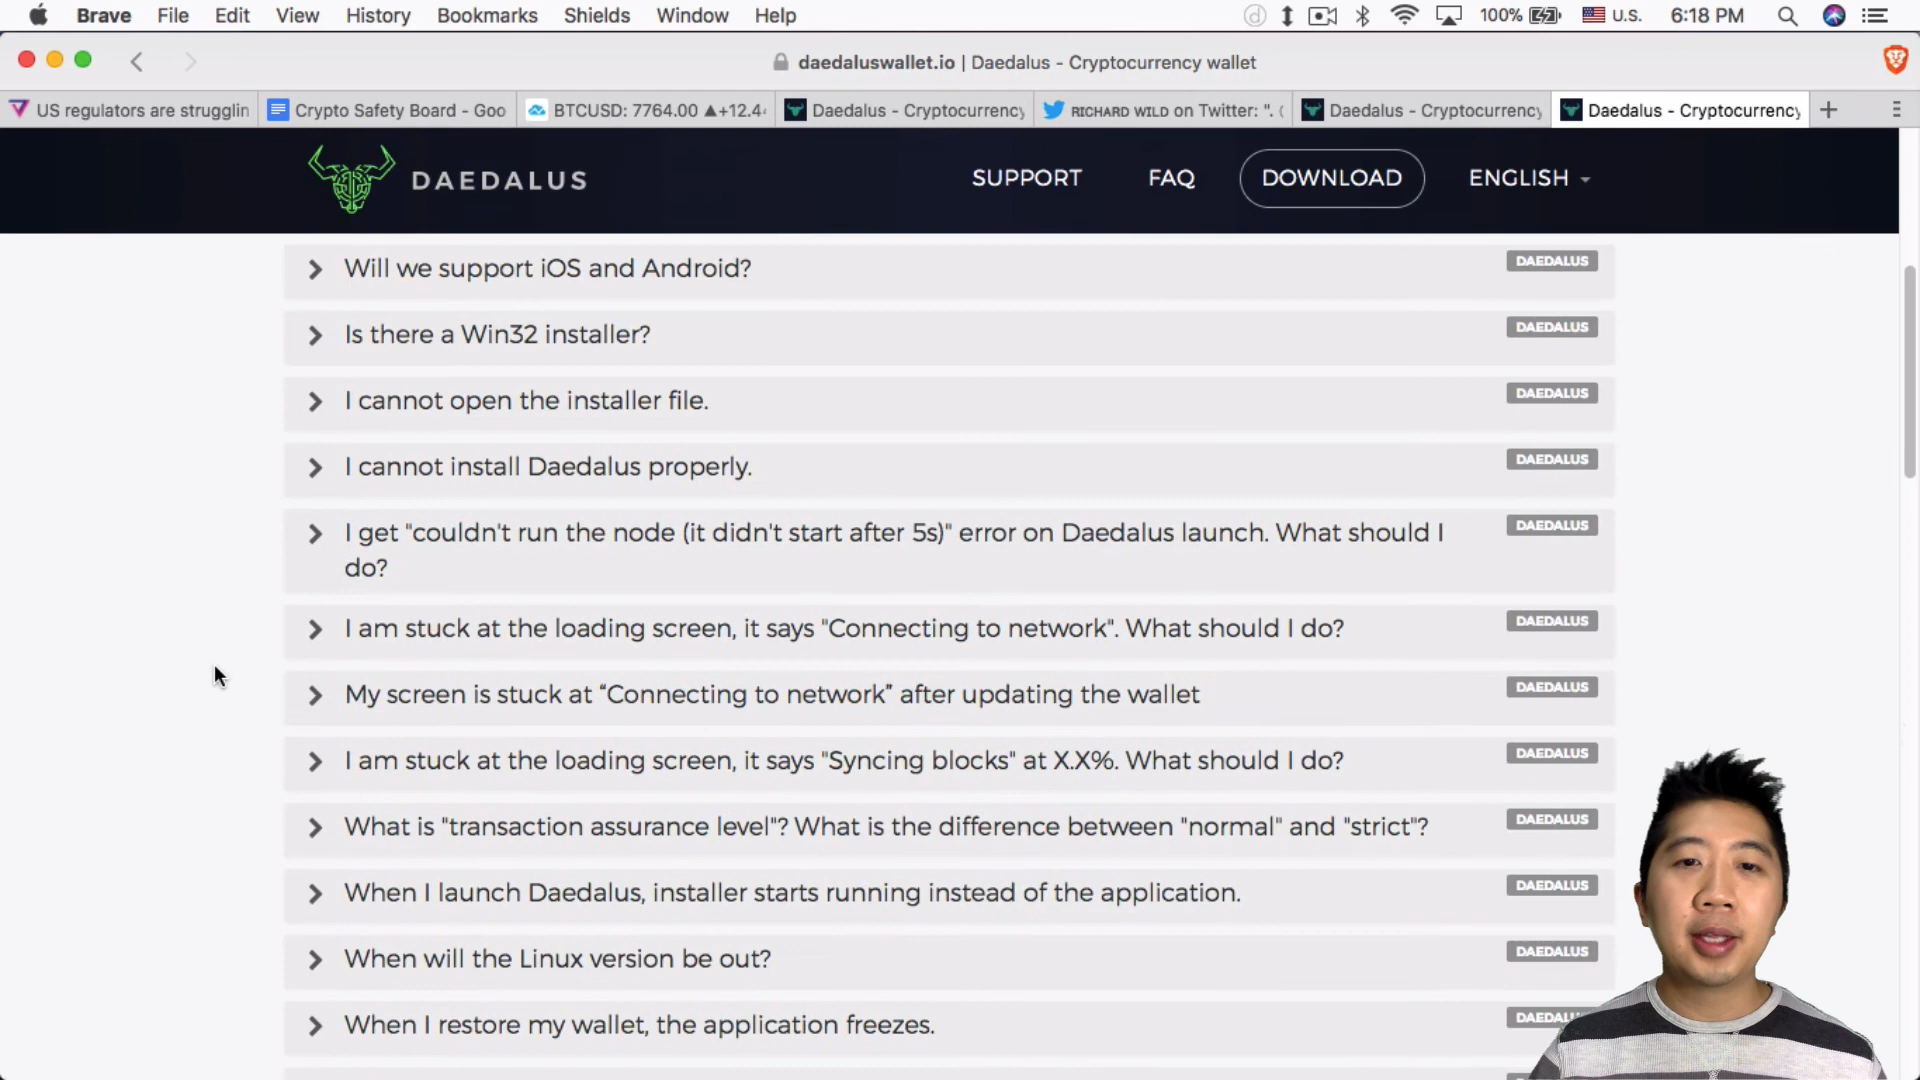 Brave File Edit View History Bookmarks Shields Window Help 100% U.S. 6:18 PM
daedaluswallet.io | Daedalus - Cryptocurrency wallet
US regulators are strugglin Crypto Safety Board - Goo BTCUSD: 7764.00 ▲+12.4 Daedalus - Cryptocurrency RICHARD WILD on Twitter: ". ( Daedalus - Cryptocurrency Daedalus - Cryptocurrency
DAEDALUS SUPPORT FAQ DOWNLOAD ENGLISH
Will we support iOS and Android? DAEDALUS
Is there a Win32 installer? DAEDALUS
I cannot open the installer file. DAEDALUS
I cannot install Daedalus properly. DAEDALUS
I get "couldn't run the node (it didn't start after 5s)" error on Daedalus launch. What should I DAEDALUS
do?
I am stuck at the loading screen, it says "Connecting to network". What should I do? DAEDALUS
My screen is stuck at “Connecting to network” after updating the wallet DAEDALUS
I am stuck at the loading screen, it says "Syncing blocks" at X.X%. What should I do? DAEDALUS
What is "transaction assurance level"? What is the difference between "normal" and "strict"? DAEDALUS
When I launch Daedalus, installer starts running instead of the application. DAEDALUS
When will the Linux version be out? DAEDALUS
When I restore my wallet, the application freezes.